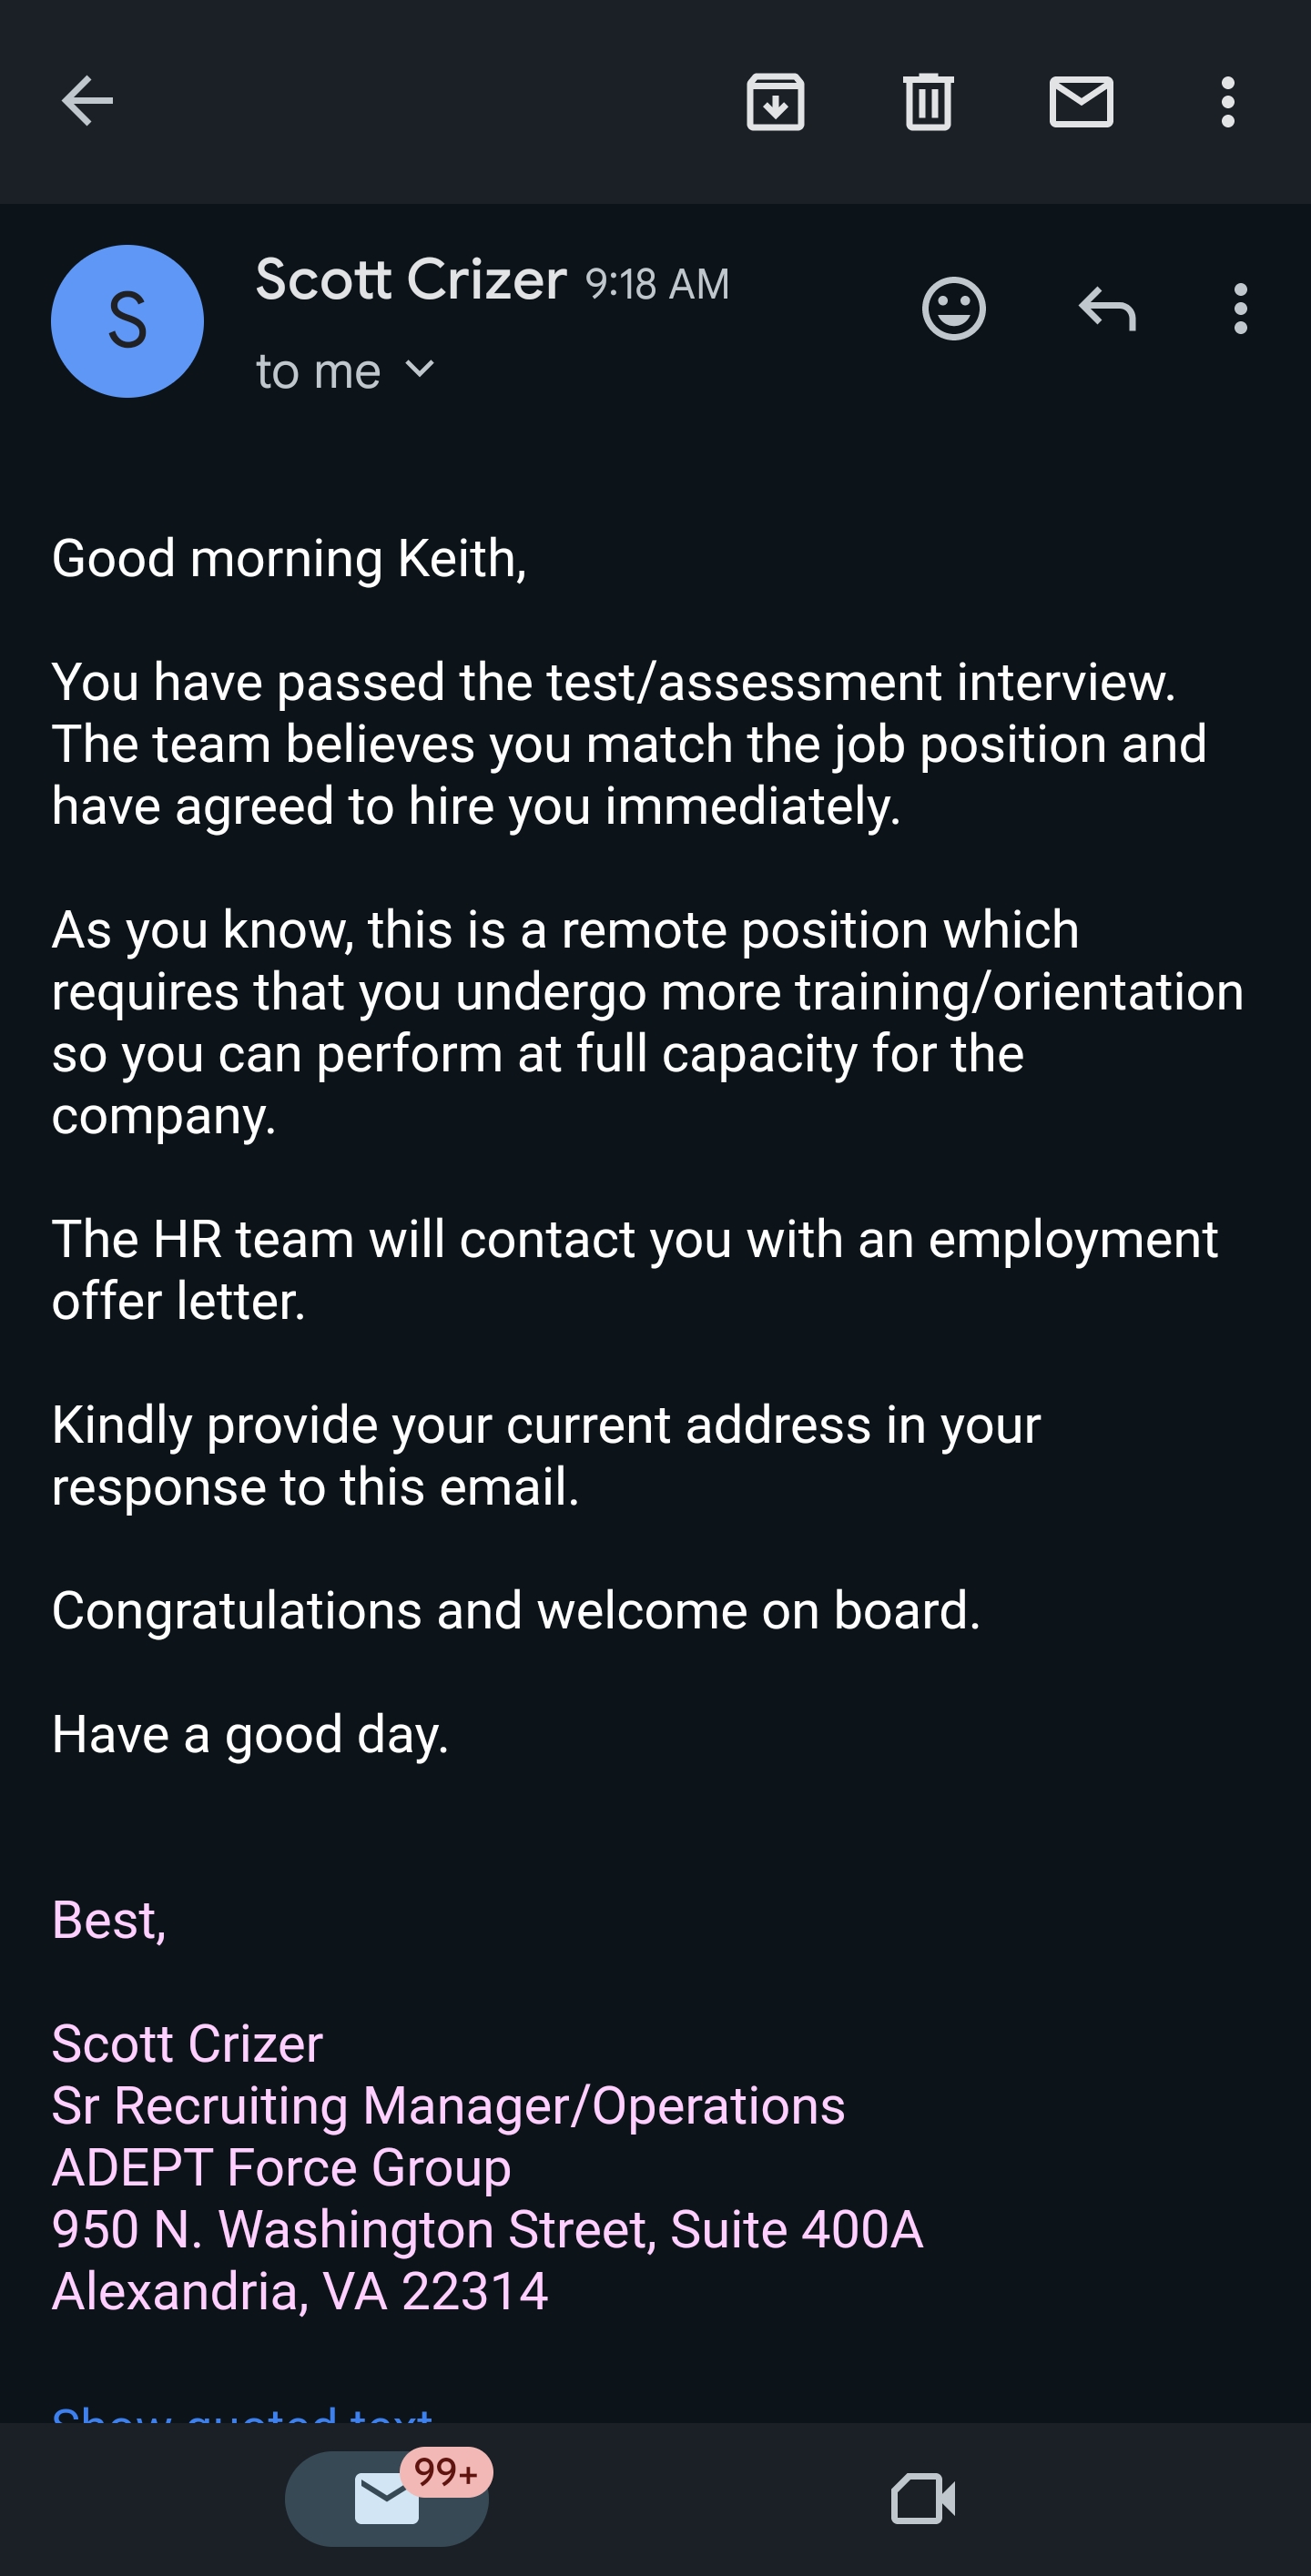 S
Scott Crizer 9:18 AM
to me
Good morning Keith,
You have passed the test/assessment interview.
The team believes you match the job position and
have agreed to hire you immediately.
As you know, this is a remote position which
requires that you undergo more training/orientation
so you can perform at full capacity for the
company.
The HR team will contact you with an employment
offer letter.
Kindly provide your current address in your
response to this email.
Congratulations and welcome on board.
Have a good day.
Best,
Scott Crizer
Sr Recruiting Manager/Operations
ADEPT Force Group
950 N. Washington Street, Suite 400A
Alexandria, VA 22314
Show quoted text
99+